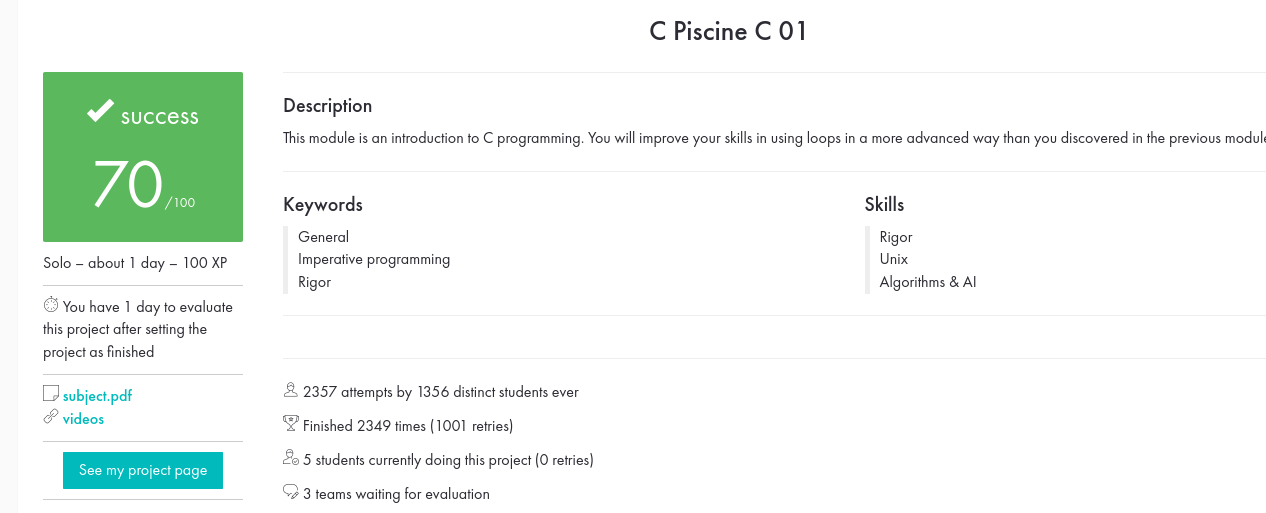 C Piscine C 01
success
70/100
Solo – about 1 day – 100 XP
You have 1 day to evaluate
this project after setting the
project as finished
subject.pdf
videos
See my project page
Description
This module is an introduction to C programming. You will improve your skills in using loops in a more advanced way than you discovered in the previous module
Keywords
General
Imperative programming
Rigor
Skills
Rigor
Unix
Algorithms & AI
2357 attempts by 1356 distinct students ever
Finished 2349 times (1001 retries)
5 students currently doing this project (0 retries)
3 teams waiting for evaluation